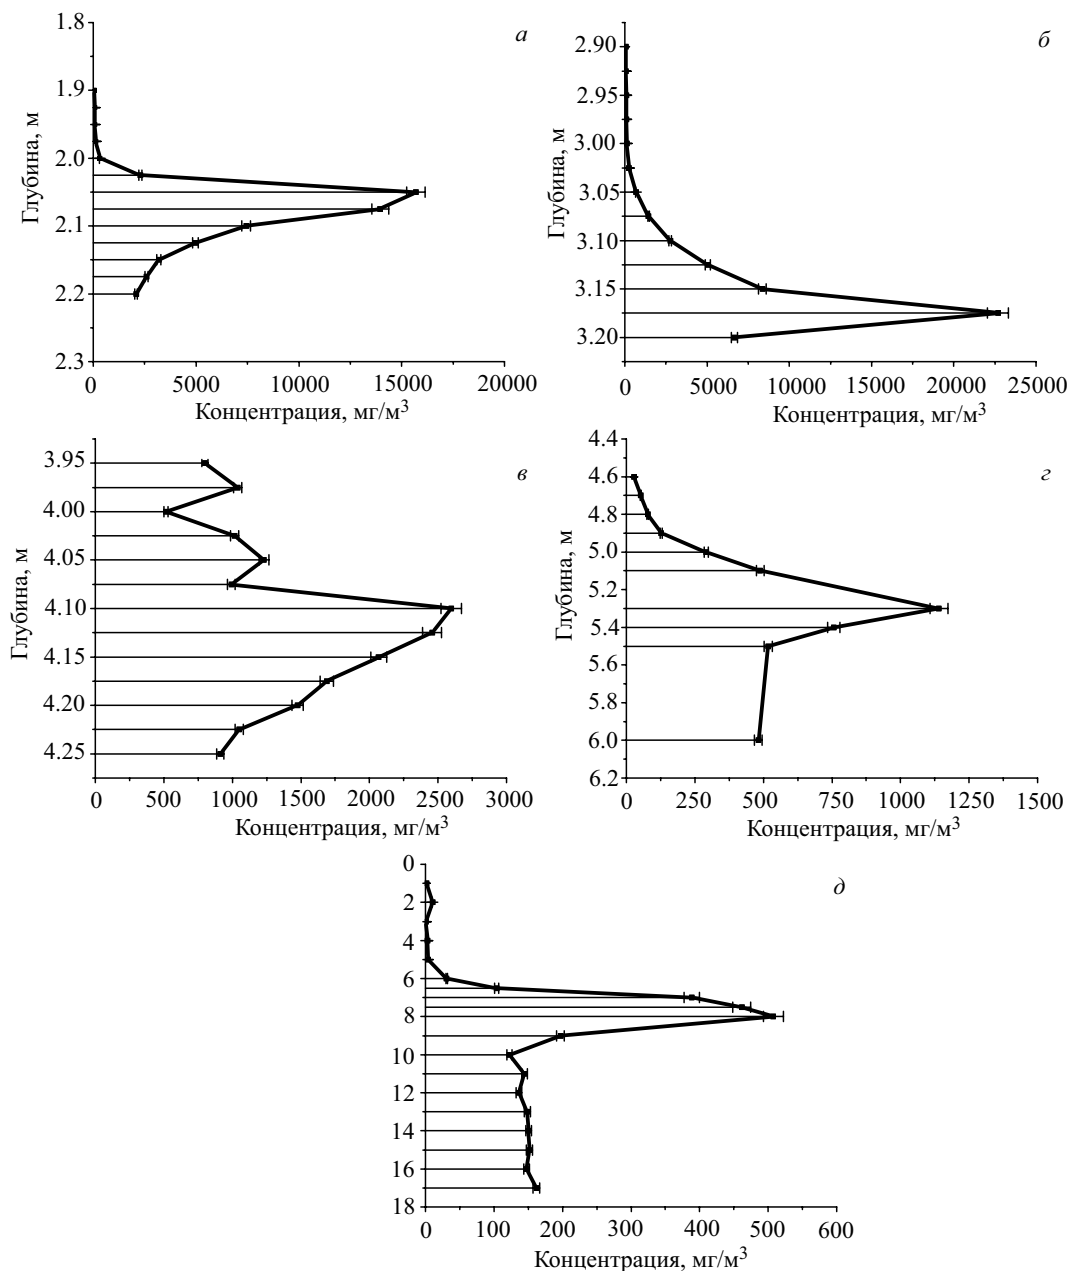 а
Глубина, м
1.8
1.9
2.0
2.1
2.2
2.3
0 5000 10000 15000 20000
Концентрация, мг/м³
б
Глубина, м
2.90
2.95
3.00
3.05
3.10
3.15
3.20
0 5000 10000 15000 20000 25000
Концентрация, мг/м³
в
Глубина, м
3.95
4.00
4.05
4.10
4.15
4.20
4.25
0 500 1000 1500 2000 2500 3000
Концентрация, мг/м³
г
Глубина, м
4.4
4.6
4.8
5.0
5.2
5.4
5.6
5.8
6.0
6.2
0 250 500 750 1000 1250 1500
Концентрация, мг/м³
д
0
2
4
6
8
10
12
14
16
18
0 100 200 300 400 500 600
Концентрация, мг/м³